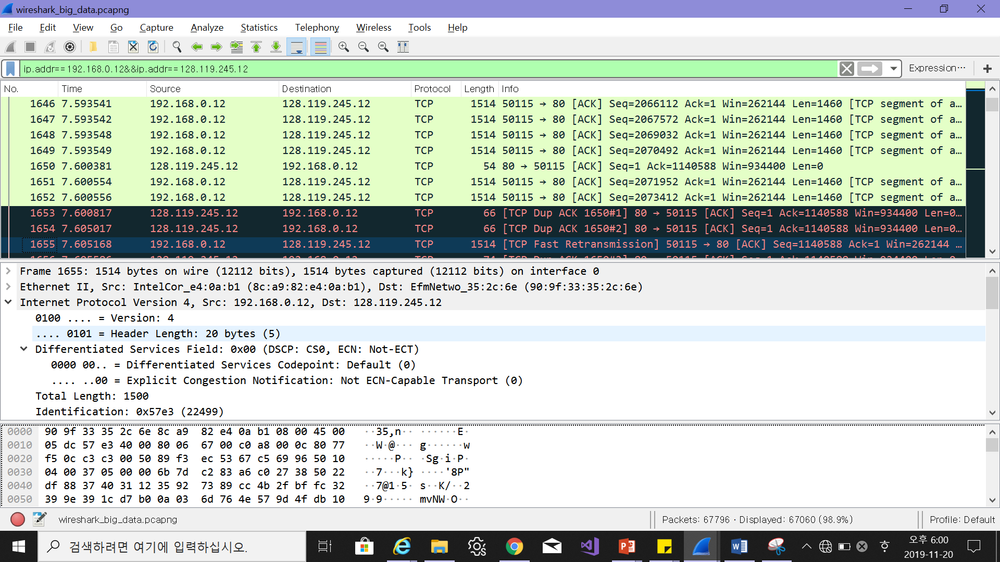 wireshark_big_data.pcapng
File Edit View Go Capture Analyze Statistics Telephony Wireless Tools Help
ip.addr==192.168.0.12&&ip.addr==128.119.245.12 Expression…
No. Time Source Destination Protocol Length Info
1646 7.593541 192.168.0.12 128.119.245.12 TCP 1514 50115 → 80 [ACK] Seq=2066112 Ack=1 Win=262144 Len=1460 [TCP segment of a…
1647 7.593542 192.168.0.12 128.119.245.12 TCP 1514 50115 → 80 [ACK] Seq=2067572 Ack=1 Win=262144 Len=1460 [TCP segment of a…
1648 7.593548 192.168.0.12 128.119.245.12 TCP 1514 50115 → 80 [ACK] Seq=2069032 Ack=1 Win=262144 Len=1460 [TCP segment of a…
1649 7.593549 192.168.0.12 128.119.245.12 TCP 1514 50115 → 80 [ACK] Seq=2070492 Ack=1 Win=262144 Len=1460 [TCP segment of a…
1650 7.600381 128.119.245.12 192.168.0.12 TCP 54 80 → 50115 [ACK] Seq=1 Ack=1140588 Win=934400 Len=0
1651 7.600554 192.168.0.12 128.119.245.12 TCP 1514 50115 → 80 [ACK] Seq=2071952 Ack=1 Win=262144 Len=1460 [TCP segment of a…
1652 7.600556 192.168.0.12 128.119.245.12 TCP 1514 50115 → 80 [ACK] Seq=2073412 Ack=1 Win=262144 Len=1460 [TCP segment of a…
1653 7.600817 128.119.245.12 192.168.0.12 TCP 66 [TCP Dup ACK 1650#1] 80 → 50115 [ACK] Seq=1 Ack=1140588 Win=934400 Len=0…
1654 7.605017 128.119.245.12 192.168.0.12 TCP 66 [TCP Dup ACK 1650#2] 80 → 50115 [ACK] Seq=1 Ack=1140588 Win=934400 Len=0…
1655 7.605168 192.168.0.12 128.119.245.12 TCP 1514 [TCP Fast Retransmission] 50115 → 80 [ACK] Seq=1140588 Ack=1 Win=262144 …
Frame 1655: 1514 bytes on wire (12112 bits), 1514 bytes captured (12112 bits) on interface 0
Ethernet II, Src: IntelCor_e4:0a:b1 (8c:a9:82:e4:0a:b1), Dst: EfmNetwo_35:2c:6e (90:9f:33:35:2c:6e)
Internet Protocol Version 4, Src: 192.168.0.12, Dst: 128.119.245.12
0100 .... = Version: 4
.... 0101 = Header Length: 20 bytes (5)
Differentiated Services Field: 0x00 (DSCP: CS0, ECN: Not-ECT)
0000 00.. = Differentiated Services Codepoint: Default (0)
.... ..00 = Explicit Congestion Notification: Not ECN-Capable Transport (0)
Total Length: 1500
Identification: 0x57e3 (22499)
0000 90 9f 33 35 2c 6e 8c a9 82 e4 0a b1 08 00 45 00 ··35,n·· ······E·
0010 05 dc 57 e3 40 00 80 06 67 00 c0 a8 00 0c 80 77 ··W·@··· g······w
0020 f5 0c c3 c3 00 50 89 f3 ec 53 67 c5 69 96 50 10 ·····P·· ·Sg·i·P·
0030 04 00 37 05 00 00 6b 7d c2 83 a6 c0 27 38 50 22 ··7···k} ····'8P"
0040 df 88 37 40 31 12 35 92 73 89 cc 4b 2f bf fc 32 ··7@1·5· s··K/··2
0050 39 9e 39 1c d7 b0 0a 03 6d 76 4e 57 9d 4f db 10 9·9····· mvNW·O··
wireshark_big_data.pcapng Packets: 67796 · Displayed: 67060 (98.9%) Profile: Default
검색하려면 여기에 입력하십시오. 오후 6:00
2019-11-20